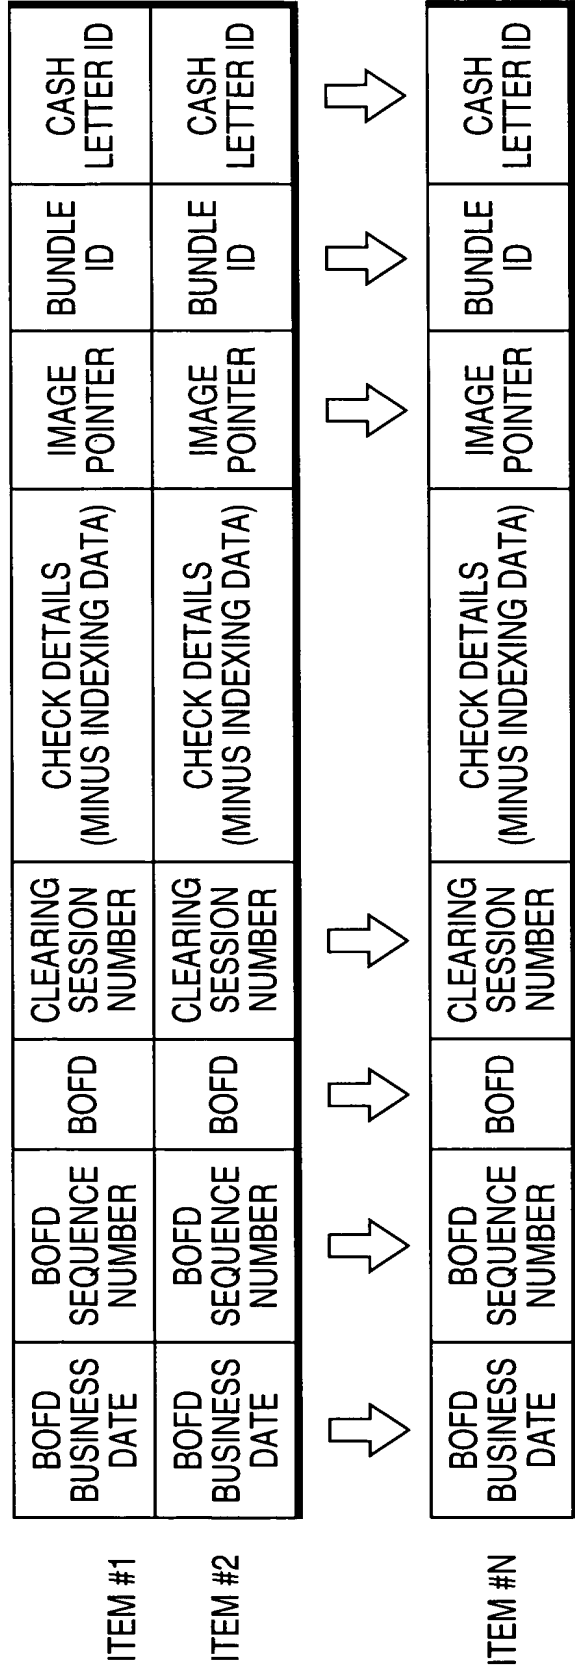 ITEM #1
BOFD
BUSINESS
DATE
BOFD
SEQUENCE
NUMBER
BOFD
CLEARING
SESSION
NUMBER
CHECK DETAILS
(MINUS INDEXING DATA)
IMAGE
POINTER
BUNDLE
ID
CASH
LETTER ID
ITEM #2
BOFD
BUSINESS
DATE
BOFD
SEQUENCE
NUMBER
BOFD
CLEARING
SESSION
NUMBER
CHECK DETAILS
(MINUS INDEXING DATA)
IMAGE
POINTER
BUNDLE
ID
CASH
LETTER ID
ITEM #N
BOFD
BUSINESS
DATE
BOFD
SEQUENCE
NUMBER
BOFD
CLEARING
SESSION
NUMBER
CHECK DETAILS
(MINUS INDEXING DATA)
IMAGE
POINTER
BUNDLE
ID
CASH
LETTER ID